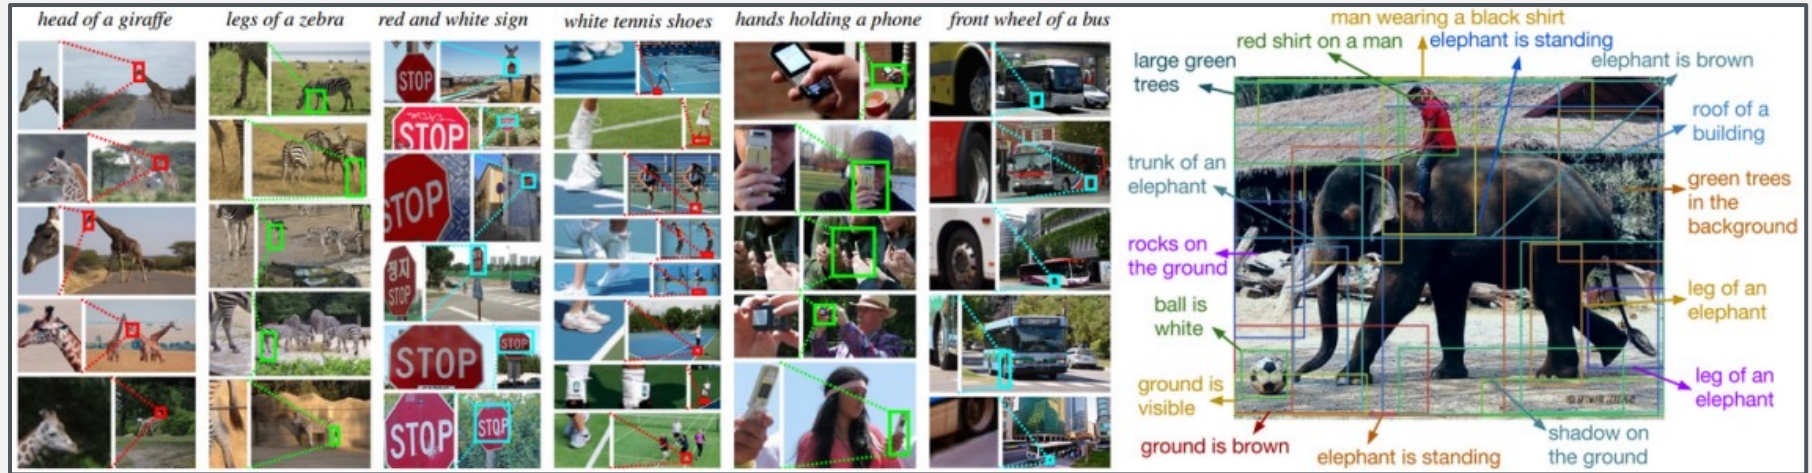 head of a giraffe
legs of a zebra
red and white sign
white tennis shoes
hands holding a phone
front wheel of a bus
STOP
STOP
STOP
정지
STOP
STOP
STOP
STOP
STOP
man wearing a black shirt
red shirt on a man
elephant is standing
elephant is brown
large green
trees
roof of a
building
trunk of an
elephant
green trees
in the
background
rocks on
the ground
leg of an
elephant
ball is
white
leg of an
elephant
ground is
visible
shadow on
the ground
ground is brown
elephant is standing